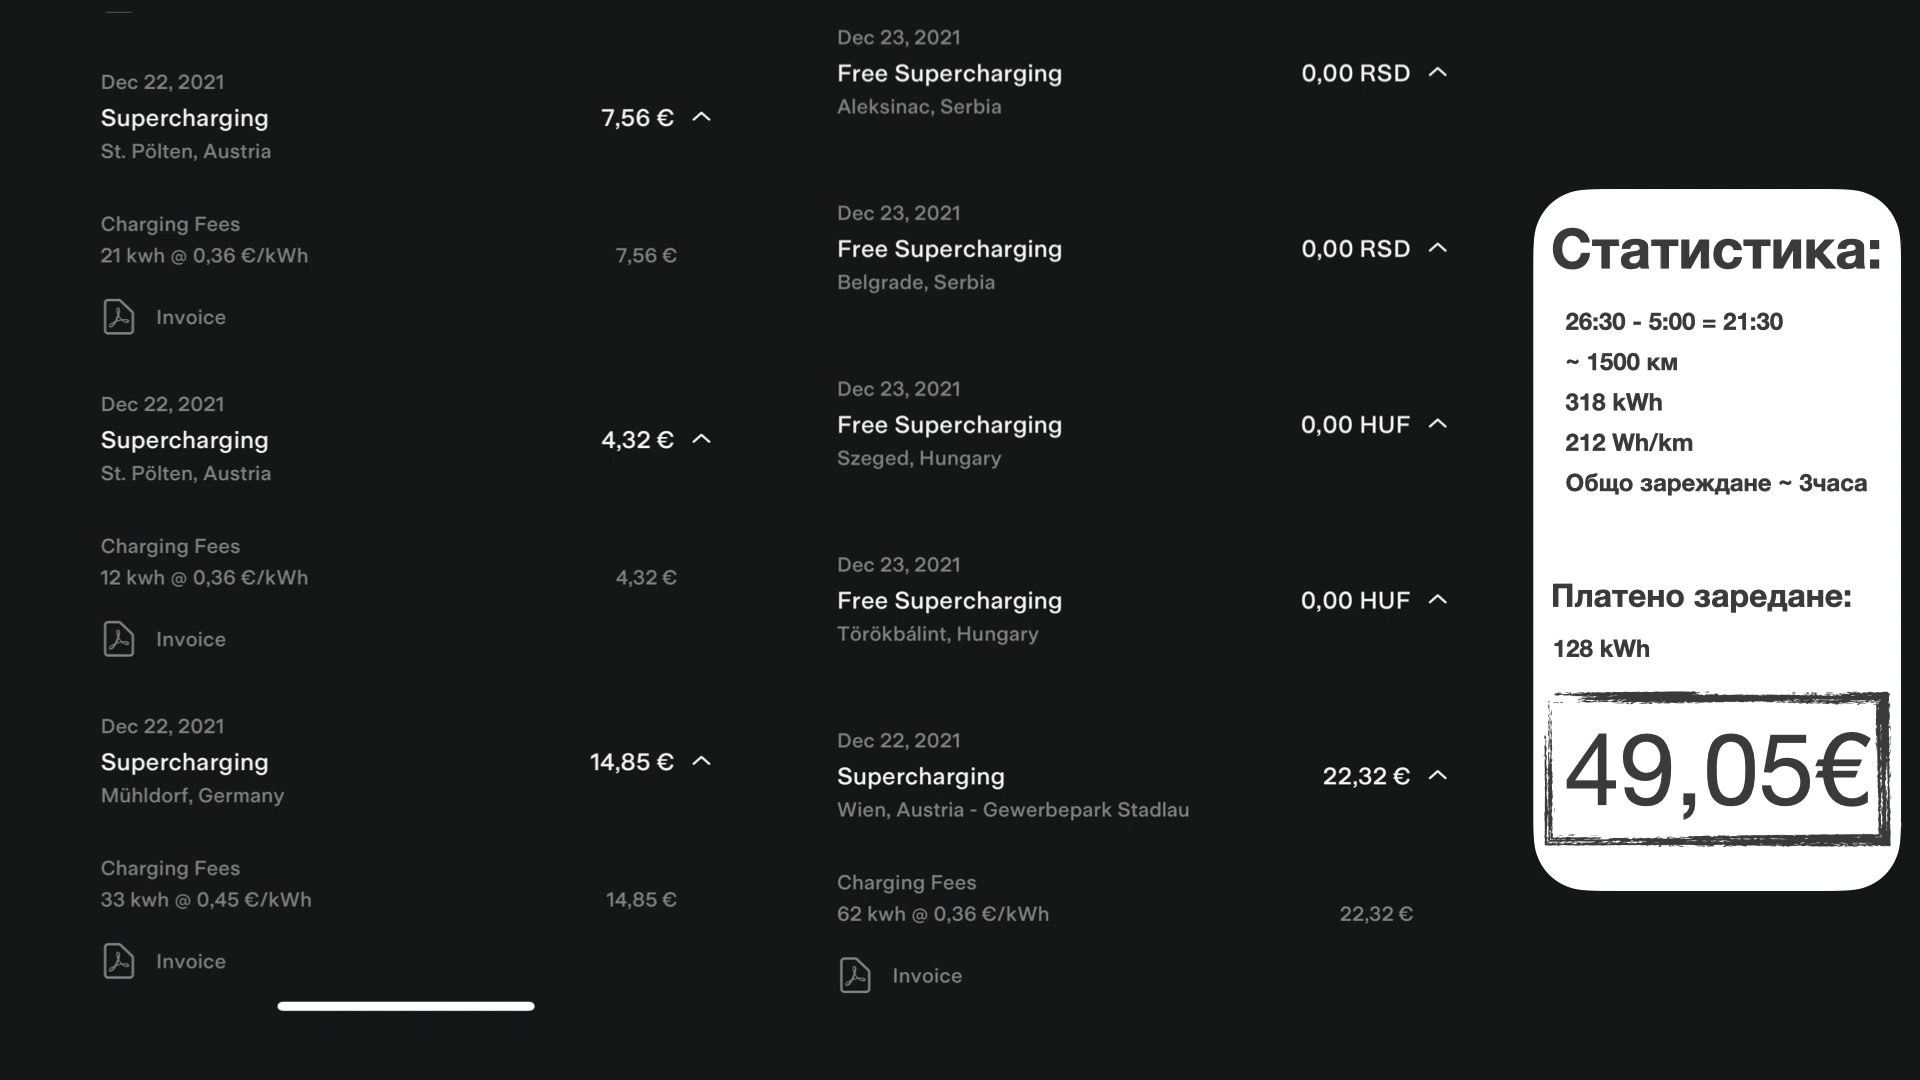 Dec 22, 2021
Supercharging
7,56 €
St. Pölten, Austria
Charging Fees
21 kwh @ 0,36 €/kWh
7,56 €
Invoice
Dec 22, 2021
Supercharging
4,32 €
St. Pölten, Austria
Charging Fees
12 kwh @ 0,36 €/kWh
4,32 €
Invoice
Dec 22, 2021
Supercharging
14,85 €
Mühldorf, Germany
Charging Fees
33 kwh @ 0,45 €/kWh
14,85 €
Invoice
Dec 23, 2021
Free Supercharging
0,00 RSD
Aleksinac, Serbia
Dec 23, 2021
Free Supercharging
0,00 RSD
Belgrade, Serbia
Dec 23, 2021
Free Supercharging
0,00 HUF
Szeged, Hungary
Dec 23, 2021
Free Supercharging
0,00 HUF
Törökbálint, Hungary
Dec 22, 2021
Supercharging
22,32 €
Wien, Austria - Gewerbepark Stadlau
Charging Fees
62 kwh @ 0,36 €/kWh
22,32 €
Invoice
Статистика:
26:30 - 5:00 = 21:30
~ 1500 км
318 kWh
212 Wh/km
Общо зареждане ~ 3часа
Платено заредане:
128 kWh
49,05€